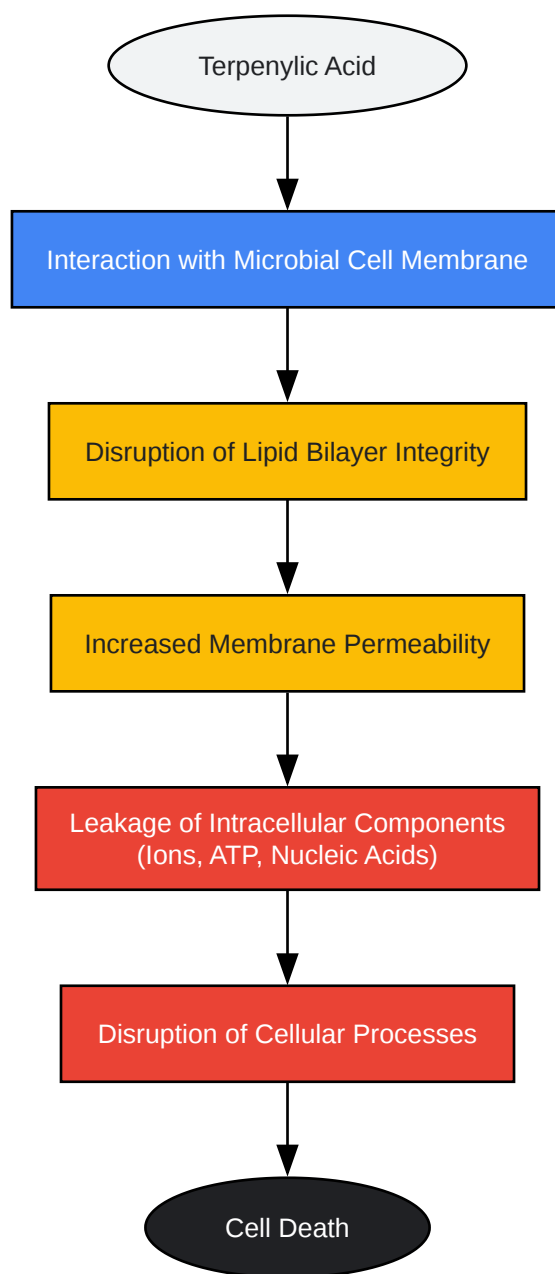 Terpenylic Acid
Interaction with Microbial Cell Membrane
Disruption of Lipid Bilayer Integrity
Increased Membrane Permeability
Leakage of Intracellular Components
(Ions, ATP, Nucleic Acids)
Disruption of Cellular Processes
Cell Death